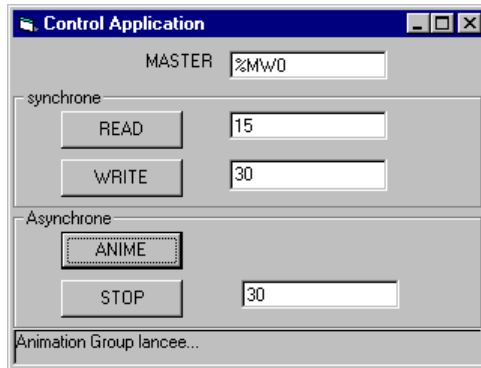 Control Application
MASTER %MW0
synchrone
READ 15
WRITE 30
Asynchrone
ANIME
STOP 30
Animation Group lancee...